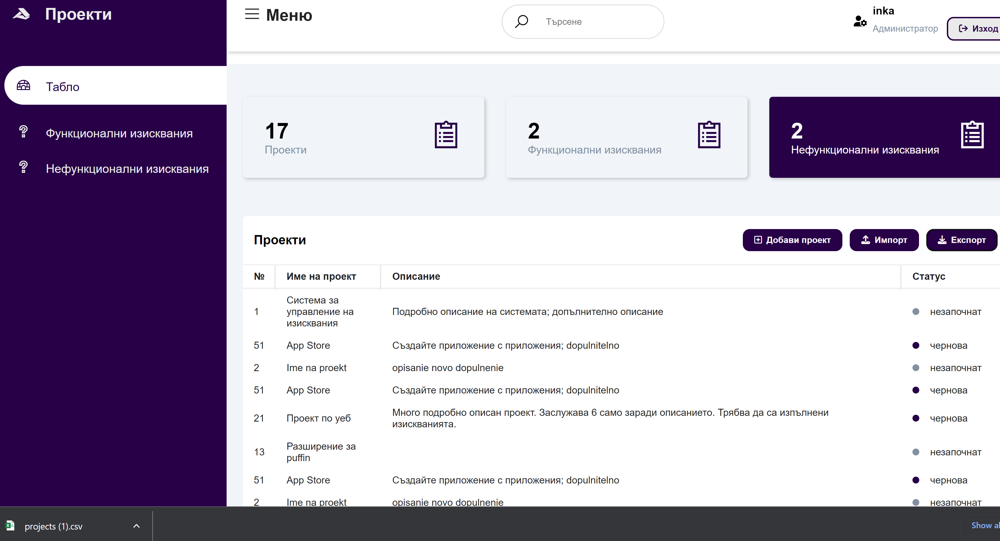 Проекти
Меню
Търсене
inka
Администратор
Изход
Табло
Функционални изисквания
Нефункционални изисквания
17
Проекти
2
Функционални изисквания
2
Нефункционални изисквания
Проекти
Добави проект
Импорт
Експорт
№ Име на проект Описание Статус
Система за
управление на
изисквания
1 Подробно описание на системата; допълнително описание незапочнат
51 App Store Създайте приложение с приложения; dopulnitelno чернова
2 Ime na proekt opisanie novo dopulnenie незапочнат
51 App Store Създайте приложение с приложения; dopulnitelno чернова
21 Проект по уеб Много подробно описан проект. Заслужава 6 само заради описанието. Трябва да са изпълнени
изискванията. чернова
13 Разширение за
puffin незапочнат
51 App Store Създайте приложение с приложения; dopulnitelno чернова
2 Ime na proekt opisanie novo dopulnenie незапочнат
projects (1).csv
Show al